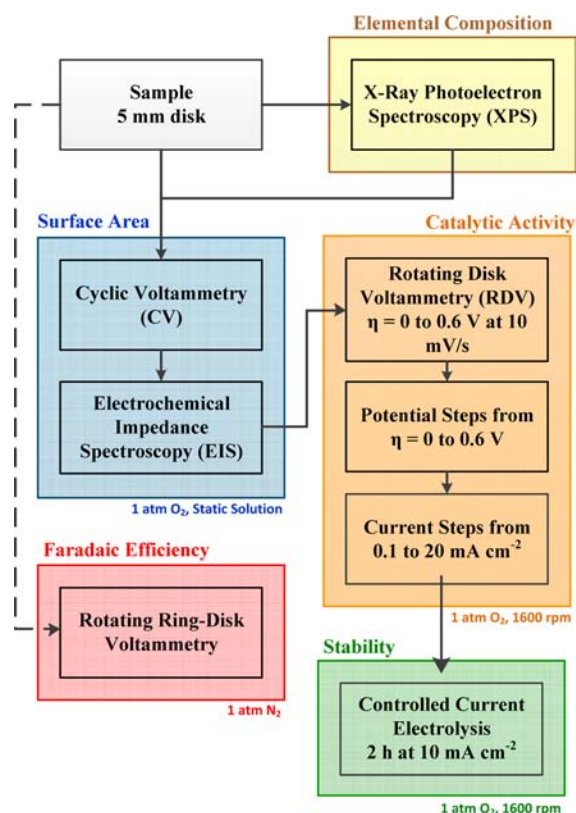 Elemental Composition
Sample
5 mm disk
X-Ray Photoelectron
Spectroscopy (XPS)
Surface Area
Cyclic Voltammetry
(CV)
Electrochemical
Impedance
Spectroscopy (EIS)
1 atm O₂, Static Solution
Catalytic Activity
Rotating Disk
Voltammetry (RDV)
η = 0 to 0.6 V at 10
mV/s
Potential Steps from
η = 0 to 0.6 V
Current Steps from
0.1 to 20 mA cm⁻²
1 atm O₂, 1600 rpm
Faradaic Efficiency
Rotating Ring-Disk
Voltammetry
1 atm N₂
Stability
Controlled Current
Electrolysis
2 h at 10 mA cm⁻²
1 atm O₂, 1600 rpm